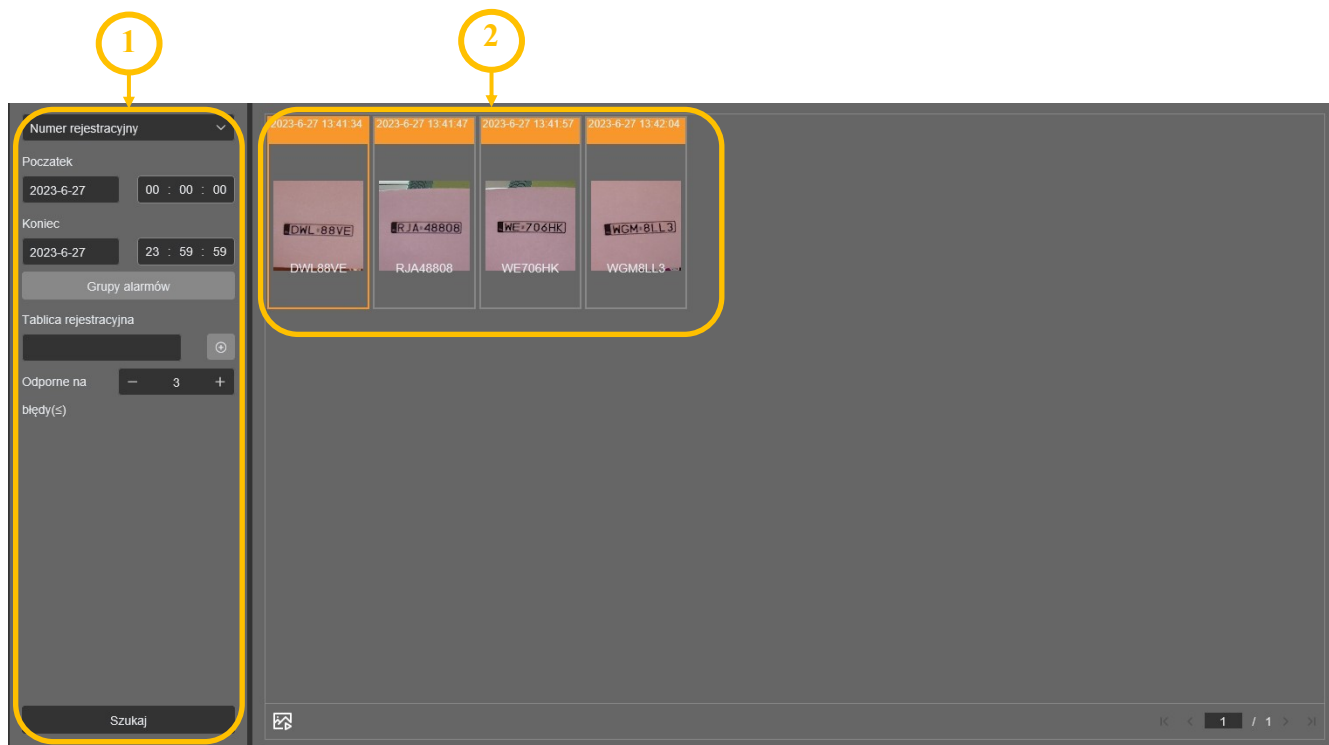 1
2
Numer rejestracyjny
Poczatek
2023-6-27 00 : 00 : 00
Koniec
2023-6-27 23 : 59 : 59
Grupy alarmów
Tablica rejestracyjna
Odporne na − 3 +
błędy(≤)
Szukaj
2023-6-27 13:41:34 2023-6-27 13:41:47 2023-6-27 13:41:57 2023-6-27 13:42:04
DWL 88VE RJA 48808 WE 706HK WGM 8LL3
DWL88VE RJA48808 WE706HK WGM8LL3
1 / 1